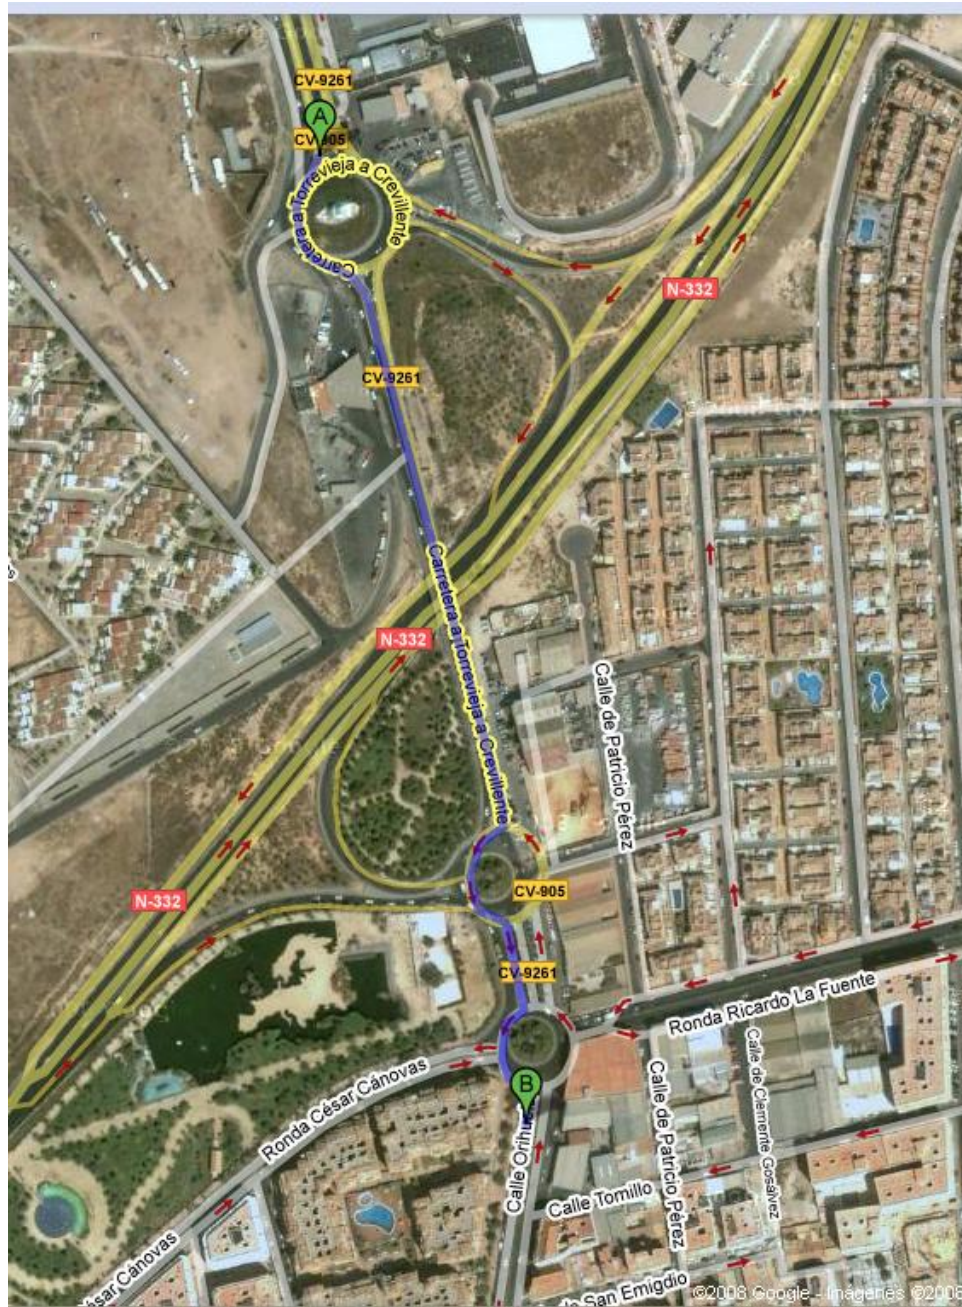 CV-9261
A
CV-905
Carretera a Torrevieja a Crevillente
Carretera a Torrevieja a Crevillente
N-332
CV-9261
Carretera a Torrevieja a Crevillente
N-332
Calle de Patricio Pérez
N-332
CV-905
CV-9261
Ronda Ricardo La Fuente
Ronda César Cánovas
B
Calle Orihuela
Calle de Patricio Pérez
Calle de Clemente Gosálvez
Calle Tomillo
César Cánovas
San Emigdio
©2008 Google - Imágenes ©2008